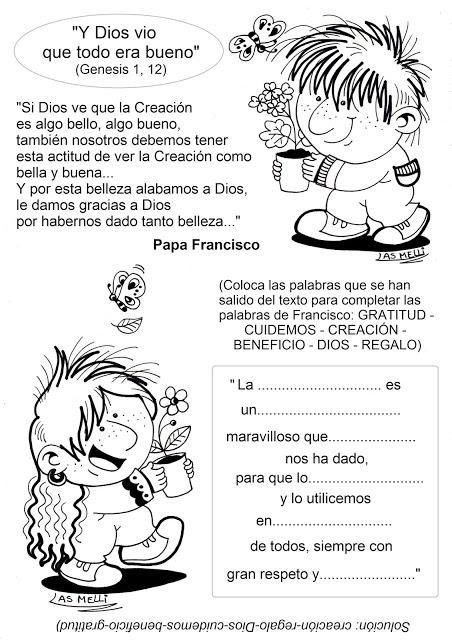 "Y Dios vio
que todo era bueno"
(Genesis 1, 12)
"Si Dios ve que la Creación
es algo bello, algo bueno,
también nosotros debemos tener
esta actitud de ver la Creación como
bella y buena...
Y por esta belleza alabamos a Dios,
le damos gracias a Dios
por habernos dado tanto belleza..."
Papa Francisco
LAS MELLI
(Coloca las palabras que se han
salido del texto para completar las
palabras de Francisco: GRATITUD -
CUIDEMOS - CREACIÓN -
BENEFICIO - DIOS - REGALO)
"La .............................. es
un...................................
maravilloso que.....................
nos ha dado,
para que lo............................
y lo utilicemos
en.............................
de todos, siempre con
gran respeto y......................."
LAS MELLI
Solución: creación-regalo-Dios-cuidemos-beneficio-gratitud)